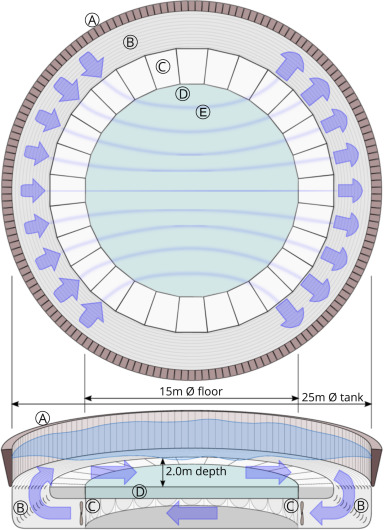 Ⓐ
Ⓑ
Ⓒ
Ⓓ
Ⓔ
15m Ø floor
25m Ø tank
Ⓐ
2.0m depth
Ⓓ
Ⓑ Ⓒ Ⓒ Ⓑ